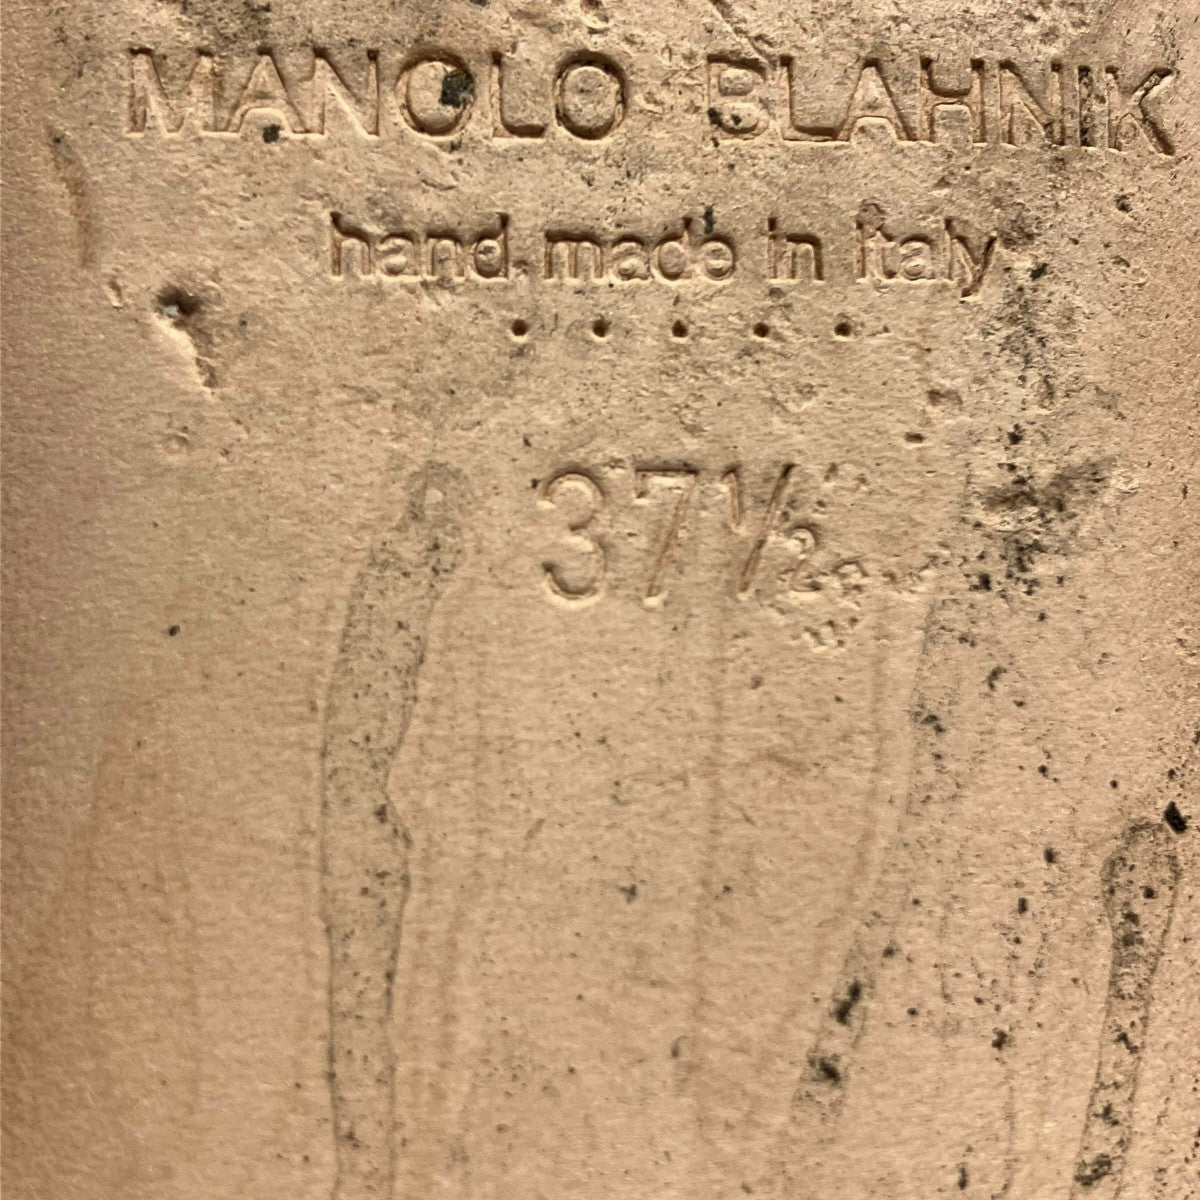 MANOLO BLAHNIK
hand made in italy
37½